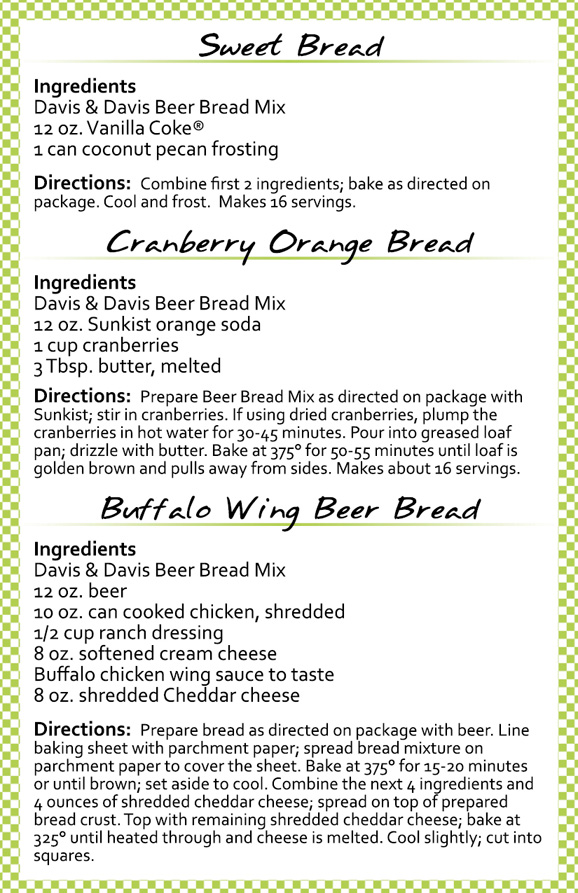 Sweet Bread
Ingredients
Davis & Davis Beer Bread Mix
12 oz. Vanilla Coke®
1 can coconut pecan frosting
Directions: Combine first 2 ingredients; bake as directed on
package. Cool and frost. Makes 16 servings.
Cranberry Orange Bread
Ingredients
Davis & Davis Beer Bread Mix
12 oz. Sunkist orange soda
1 cup cranberries
3 Tbsp. butter, melted
Directions: Prepare Beer Bread Mix as directed on package with
Sunkist; stir in cranberries. If using dried cranberries, plump the
cranberries in hot water for 30-45 minutes. Pour into greased loaf
pan; drizzle with butter. Bake at 375° for 50-55 minutes until loaf is
golden brown and pulls away from sides. Makes about 16 servings.
Buffalo Wing Beer Bread
Ingredients
Davis & Davis Beer Bread Mix
12 oz. beer
10 oz. can cooked chicken, shredded
1/2 cup ranch dressing
8 oz. softened cream cheese
Buffalo chicken wing sauce to taste
8 oz. shredded Cheddar cheese
Directions: Prepare bread as directed on package with beer. Line
baking sheet with parchment paper; spread bread mixture on
parchment paper to cover the sheet. Bake at 375° for 15-20 minutes
or until brown; set aside to cool. Combine the next 4 ingredients and
4 ounces of shredded cheddar cheese; spread on top of prepared
bread crust. Top with remaining shredded cheddar cheese; bake at
325° until heated through and cheese is melted. Cool slightly; cut into
squares.